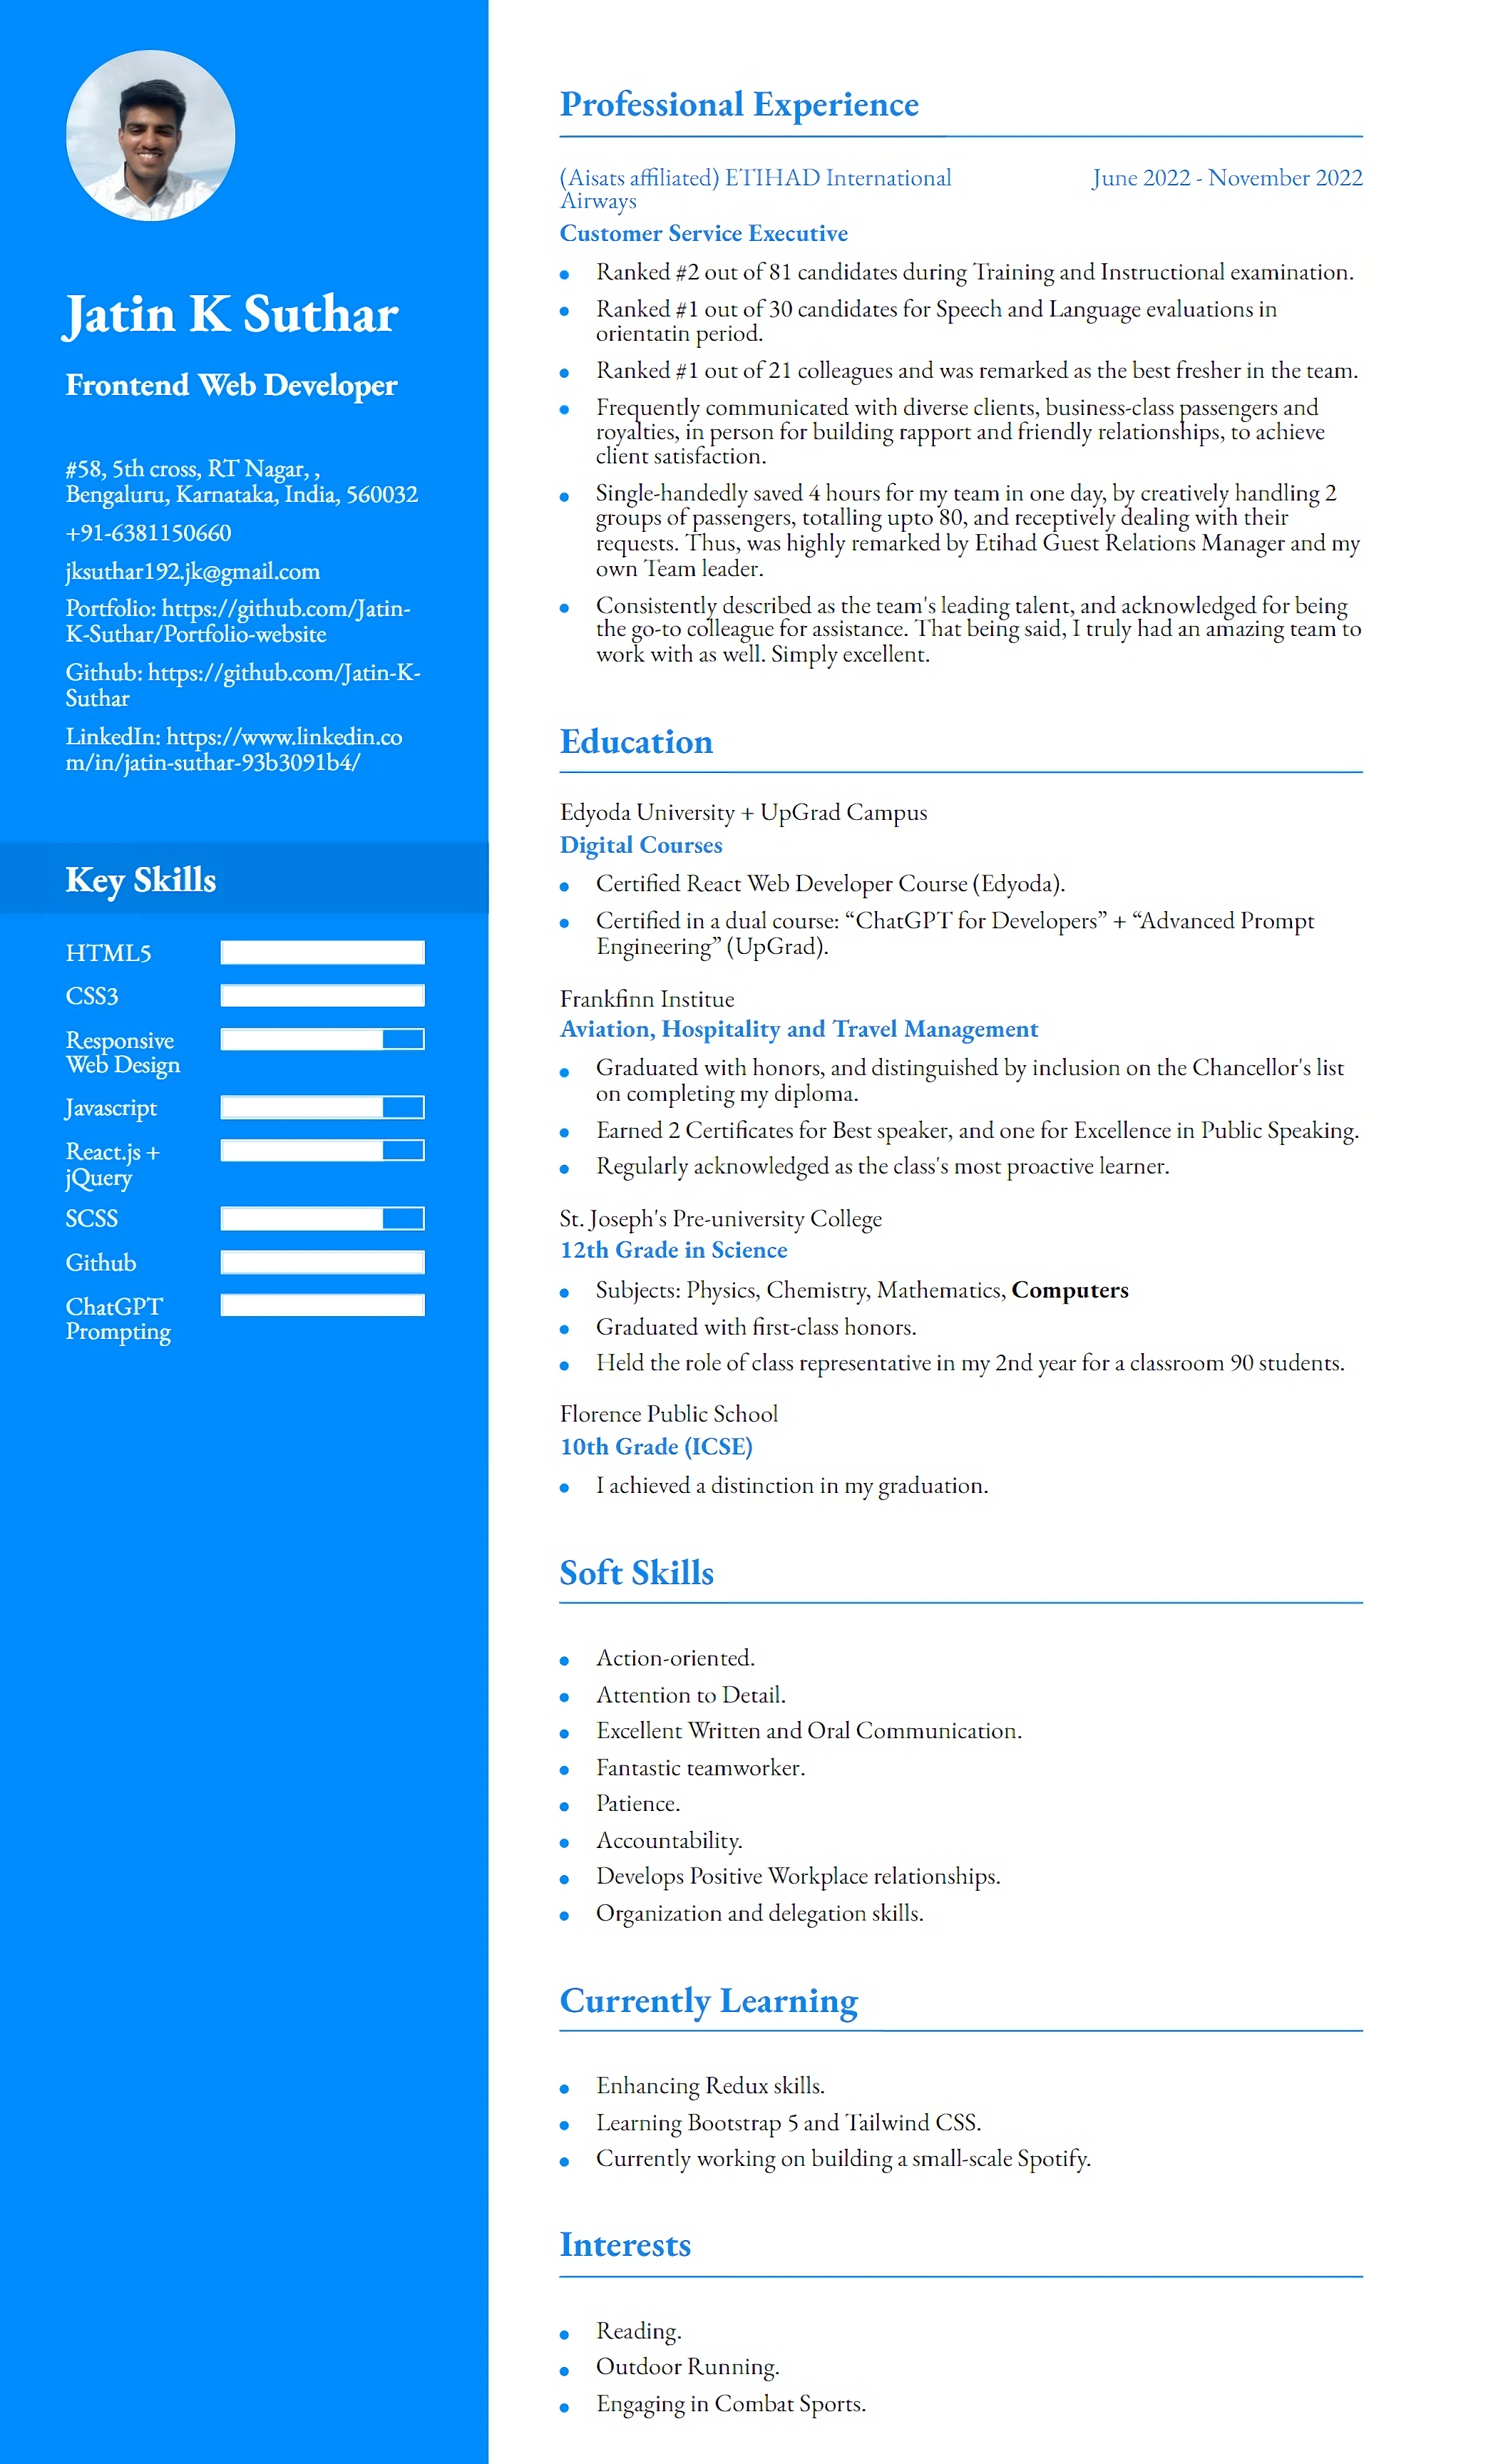 Jatin K Suthar
Frontend Web Developer
#58, 5th cross, RT Nagar, ,
Bengaluru, Karnataka, India, 560032
+91-6381150660
jksuthar192.jk@gmail.com
Portfolio: https://github.com/Jatin-
K-Suthar/Portfolio-website
Github: https://github.com/Jatin-K-
Suthar
LinkedIn: https://www.linkedin.co
m/in/jatin-suthar-93b3091b4/
Key Skills
HTML5
CSS3
Responsive
Web Design
Javascript
React.js +
jQuery
SCSS
Github
ChatGPT
Prompting
Professional Experience
(Aisats affiliated) ETIHAD International June 2022 - November 2022
Airways
Customer Service Executive
Ranked #2 out of 81 candidates during Training and Instructional examination.
Ranked #1 out of 30 candidates for Speech and Language evaluations in
orientatin period.
Ranked #1 out of 21 colleagues and was remarked as the best fresher in the team.
Frequently communicated with diverse clients, business-class passengers and
royalties, in person for building rapport and friendly relationships, to achieve
client satisfaction.
Single-handedly saved 4 hours for my team in one day, by creatively handling 2
groups of passengers, totalling upto 80, and receptively dealing with their
requests. Thus, was highly remarked by Etihad Guest Relations Manager and my
own Team leader.
Consistently described as the team's leading talent, and acknowledged for being
the go-to colleague for assistance. That being said, I truly had an amazing team to
work with as well. Simply excellent.
Education
Edyoda University + UpGrad Campus
Digital Courses
Certified React Web Developer Course (Edyoda).
Certified in a dual course: “ChatGPT for Developers” + “Advanced Prompt
Engineering” (UpGrad).
Frankfinn Institue
Aviation, Hospitality and Travel Management
Graduated with honors, and distinguished by inclusion on the Chancellor's list
on completing my diploma.
Earned 2 Certificates for Best speaker, and one for Excellence in Public Speaking.
Regularly acknowledged as the class's most proactive learner.
St. Joseph's Pre-university College
12th Grade in Science
Subjects: Physics, Chemistry, Mathematics, Computers
Graduated with first-class honors.
Held the role of class representative in my 2nd year for a classroom 90 students.
Florence Public School
10th Grade (ICSE)
I achieved a distinction in my graduation.
Soft Skills
Action-oriented.
Attention to Detail.
Excellent Written and Oral Communication.
Fantastic teamworker.
Patience.
Accountability.
Develops Positive Workplace relationships.
Organization and delegation skills.
Currently Learning
Enhancing Redux skills.
Learning Bootstrap 5 and Tailwind CSS.
Currently working on building a small-scale Spotify.
Interests
Reading.
Outdoor Running.
Engaging in Combat Sports.